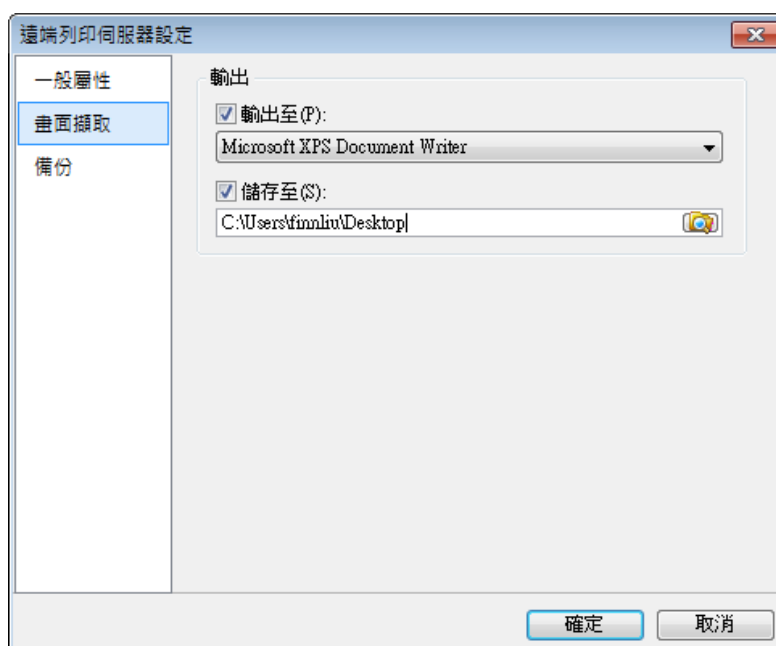 遠端列印伺服器設定
一般屬性
畫面擷取
備份
輸出
輸出至(P):
Microsoft XPS Document Writer
儲存至(S):
C:\Users\finnliu\Desktop
確定
取消